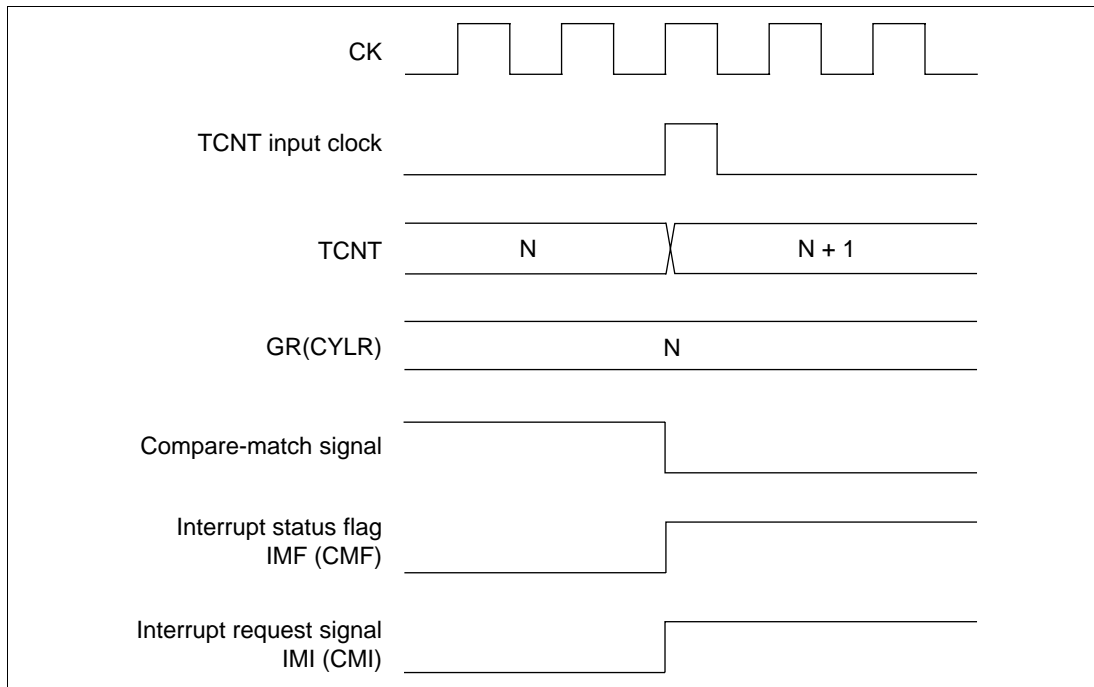 CK
TCNT input clock
TCNT
N
N + 1
GR(CYLR)
N
Compare-match signal
Interrupt status flag
IMF (CMF)
Interrupt request signal
IMI (CMI)